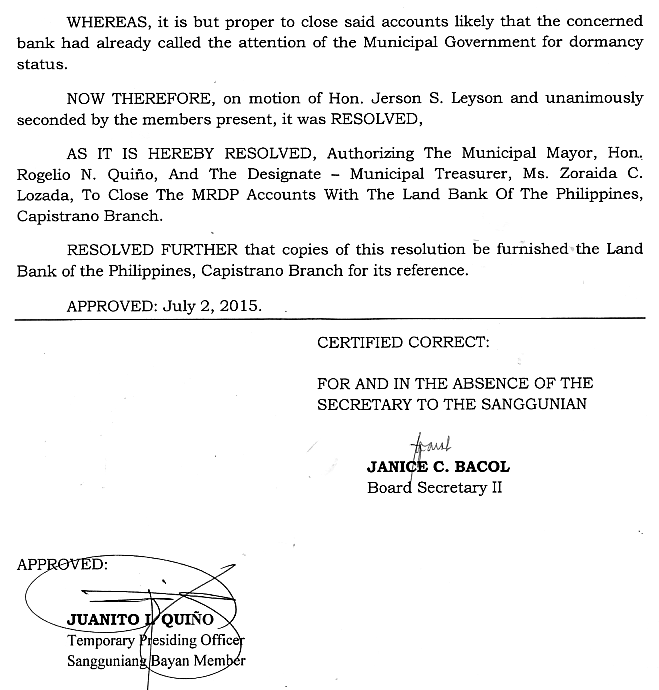 WHEREAS, it is but proper to close said accounts likely that the concerned
bank had already called the attention of the Municipal Government for dormancy
status.
NOW THEREFORE, on motion of Hon. Jerson S. Leyson and unanimously
seconded by the members present, it was RESOLVED,
AS IT IS HEREBY RESOLVED, Authorizing The Municipal Mayor, Hon.
Rogelio N. Quiño, And The Designate – Municipal Treasurer, Ms. Zoraida C.
Lozada, To Close The MRDP Accounts With The Land Bank Of The Philippines,
Capistrano Branch.
RESOLVED FURTHER that copies of this resolution be furnished the Land
Bank of the Philippines, Capistrano Branch for its reference.
APPROVED: July 2, 2015.
CERTIFIED CORRECT:
FOR AND IN THE ABSENCE OF THE
SECRETARY TO THE SANGGUNIAN
JANICE C. BACOL
Board Secretary II
APPROVED:
JUANITO QUIÑO
Temporary Presiding Officer
Sangguniang Bayan Member